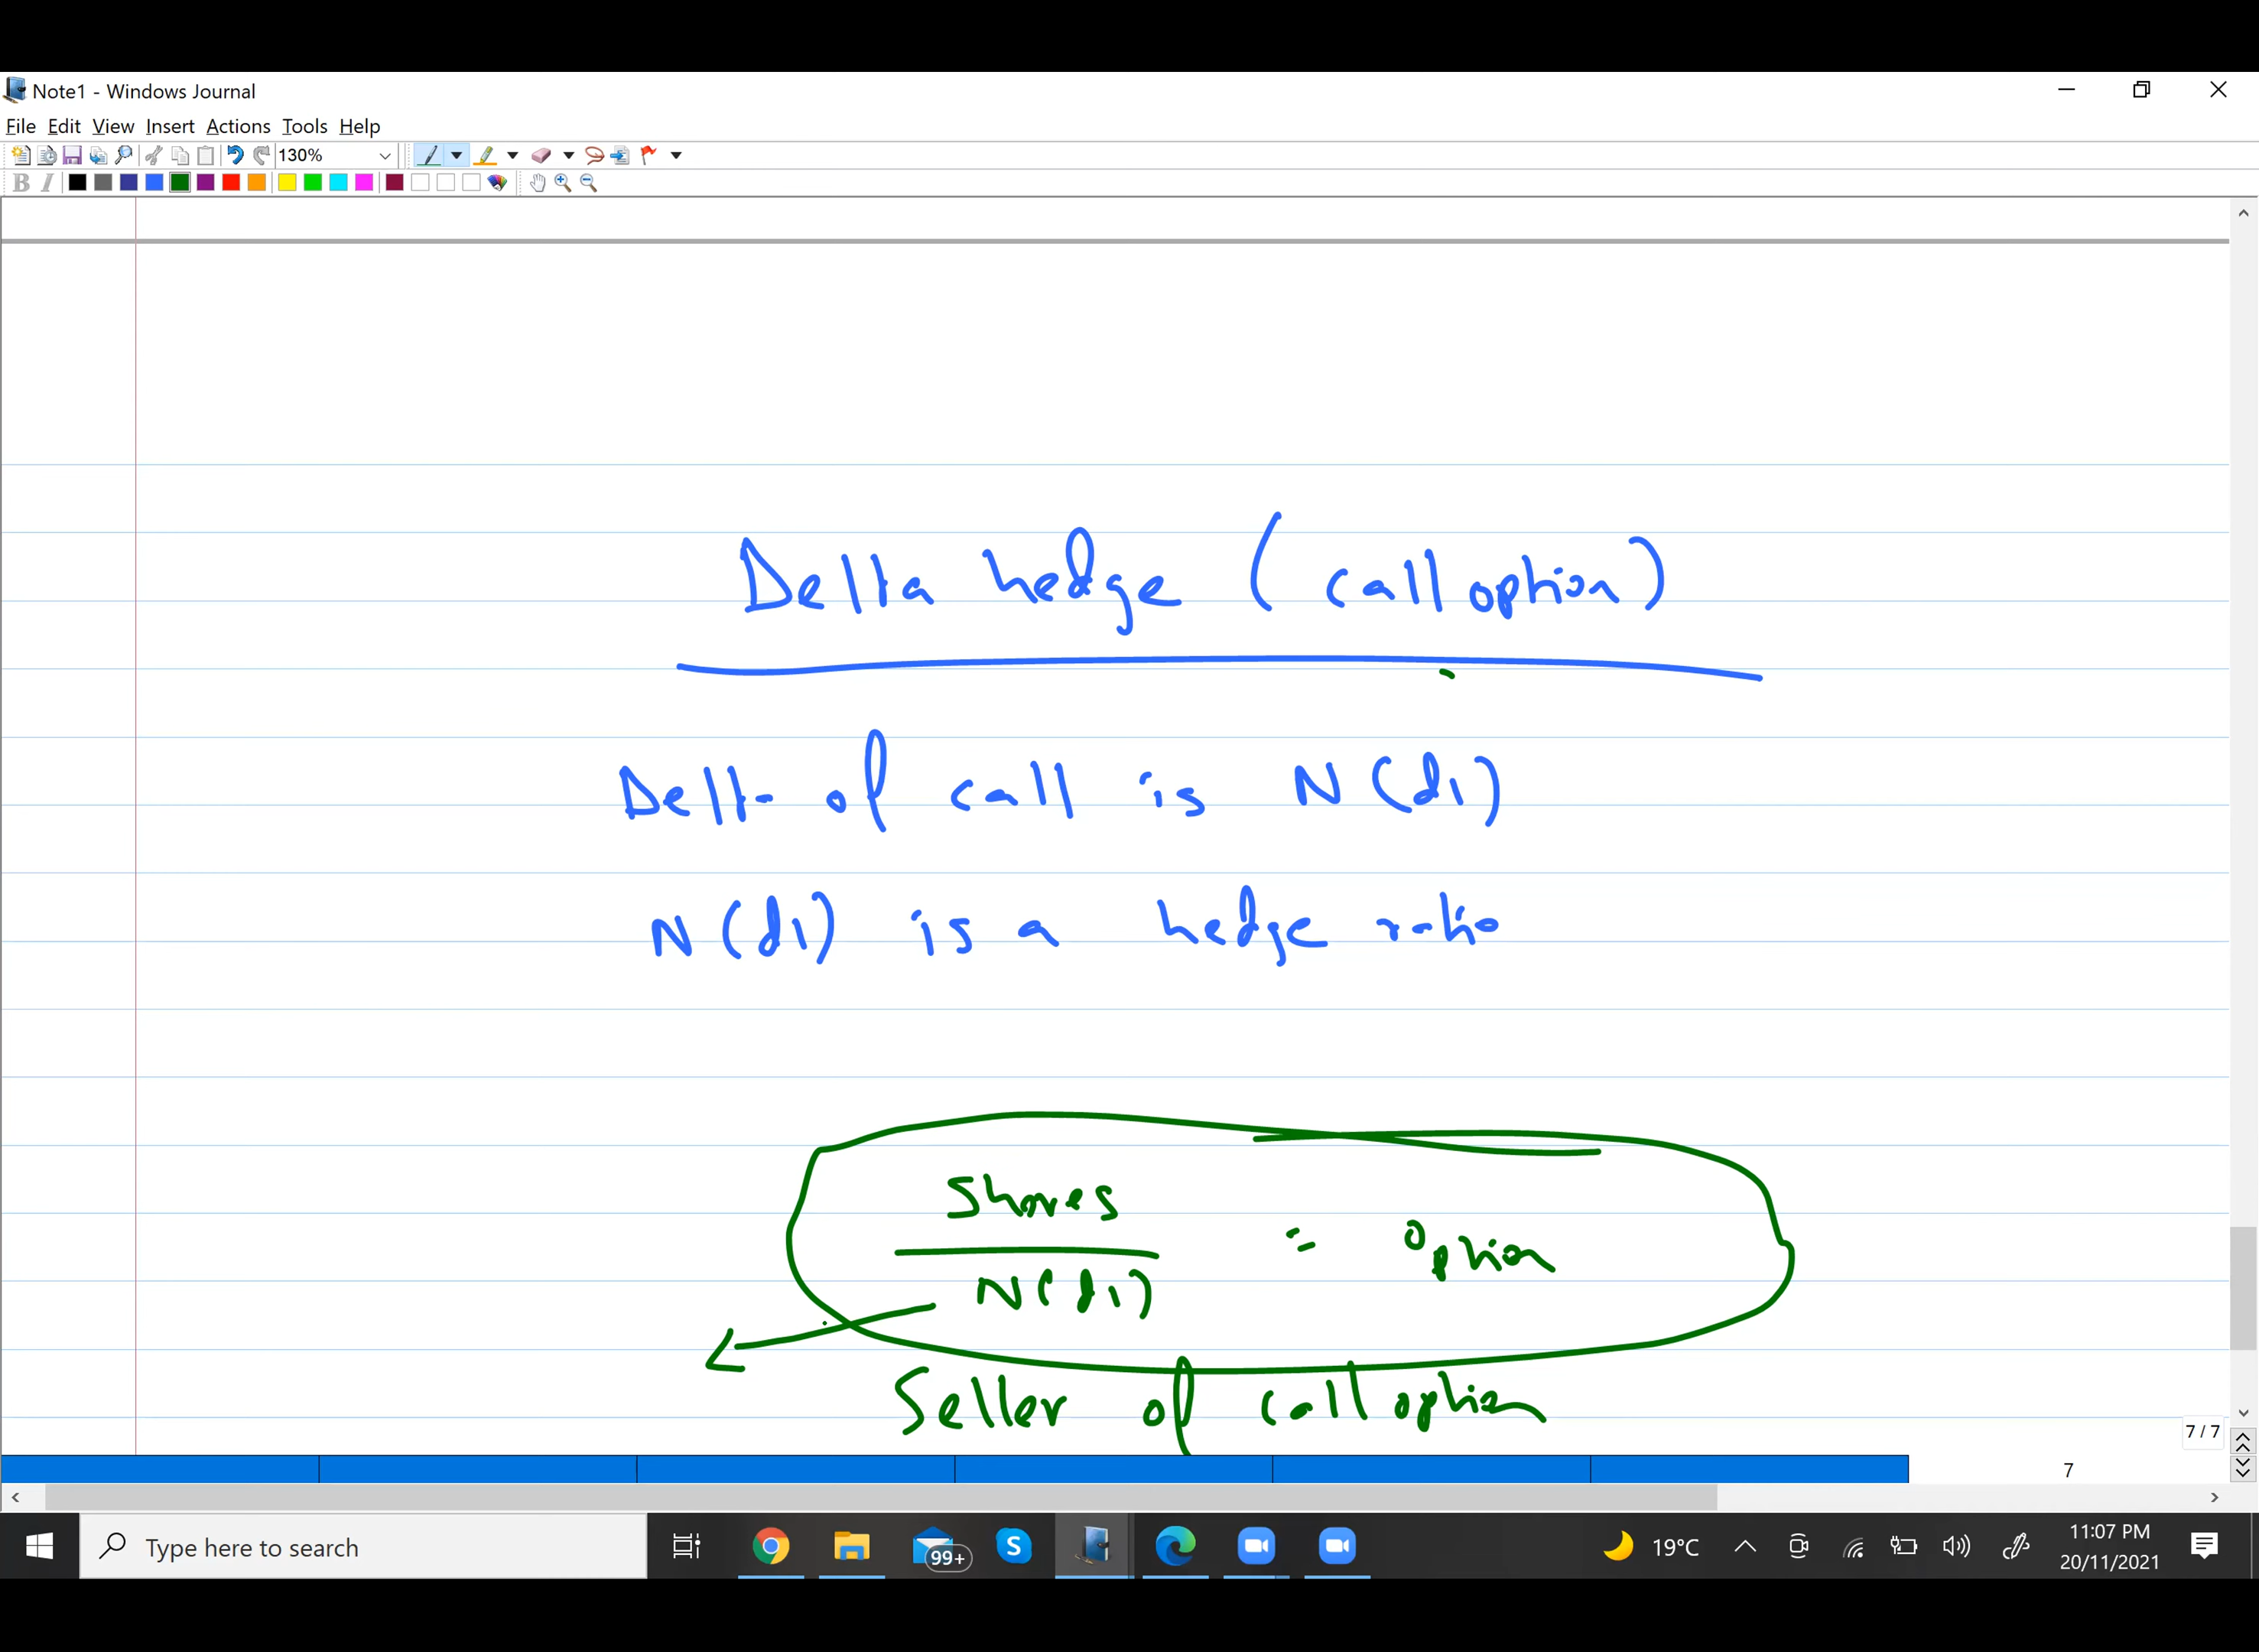 Note1 - Windows Journal
File Edit View Insert Actions Tools Help
130%
B I
Delta hedge (call option)
Delta of call is N(d1)
N(d1) is a hedge ratio
Shares
= option
N(d1)
Seller of call option
7 / 7
7
Type here to search
99+
S
19°C
11:07 PM
20/11/2021